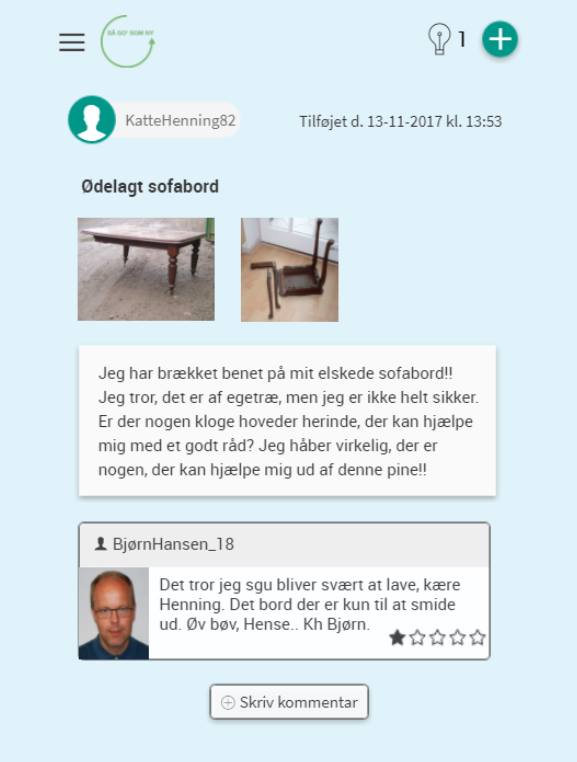 SÅ GO' SOM NY
1
KatteHenning82
Tilføjet d. 13-11-2017 kl. 13:53
Ødelagt sofabord
Jeg har brækket benet på mit elskede sofabord!!
Jeg tror, det er af egetræ, men jeg er ikke helt sikker.
Er der nogen kloge hoveder herinde, der kan hjælpe
mig med et godt råd? Jeg håber virkelig, der er
nogen, der kan hjælpe mig ud af denne pine!!
BjørnHansen_18
Det tror jeg sgu bliver svært at lave, kære
Henning. Det bord der er kun til at smide
ud. Øv bøv, Hense.. Kh Bjørn.
Skriv kommentar